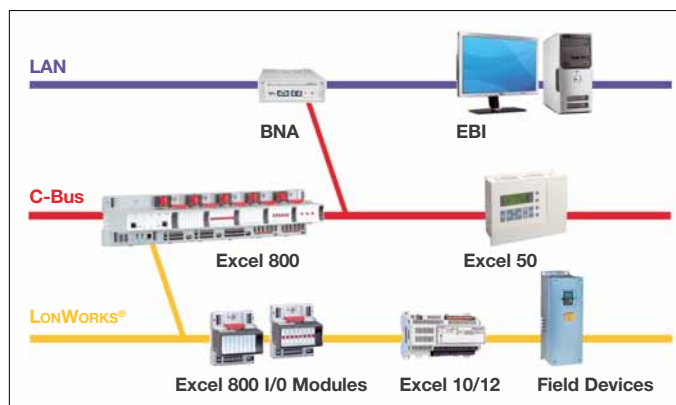 LAN
BNA EBI
C-Bus
Excel 800 Excel 50
LONWORKS®
Excel 800 I/0 Modules Excel 10/12 Field Devices